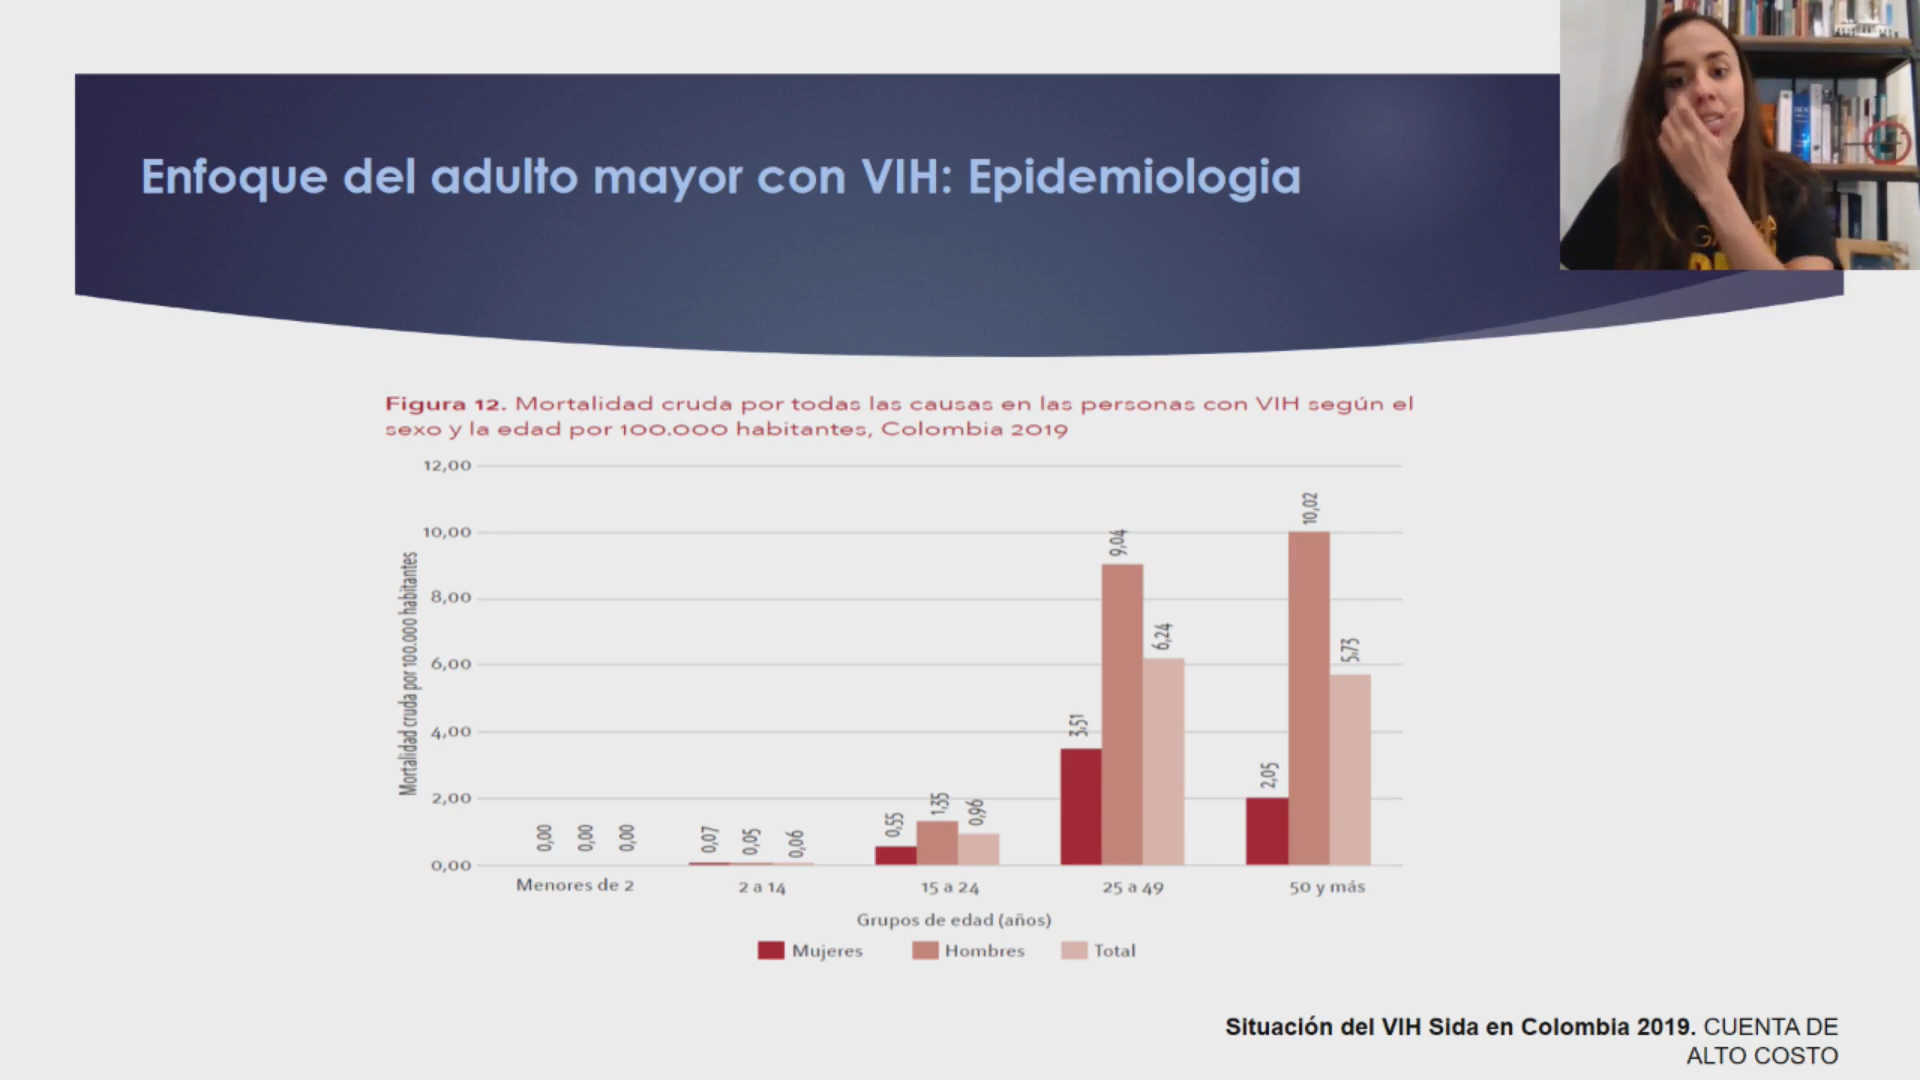 Enfoque del adulto mayor con VIH: Epidemiologia
Figura 12. Mortalidad cruda por todas las causas en las personas con VIH según el
sexo y la edad por 100.000 habitantes, Colombia 2019
Mortalidad cruda por 100.000 habitantes
12,00
10,00
8,00
6,00
4,00
2,00
0,00
0,00
0,00
0,00
0,07
0,05
0,06
0,55
1,35
0,96
3,51
9,04
6,24
2,05
10,02
5,73
Menores de 2
2 a 14
15 a 24
25 a 49
50 y más
Grupos de edad (años)
Mujeres
Hombres
Total
Situación del VIH Sida en Colombia 2019. CUENTA DE
ALTO COSTO